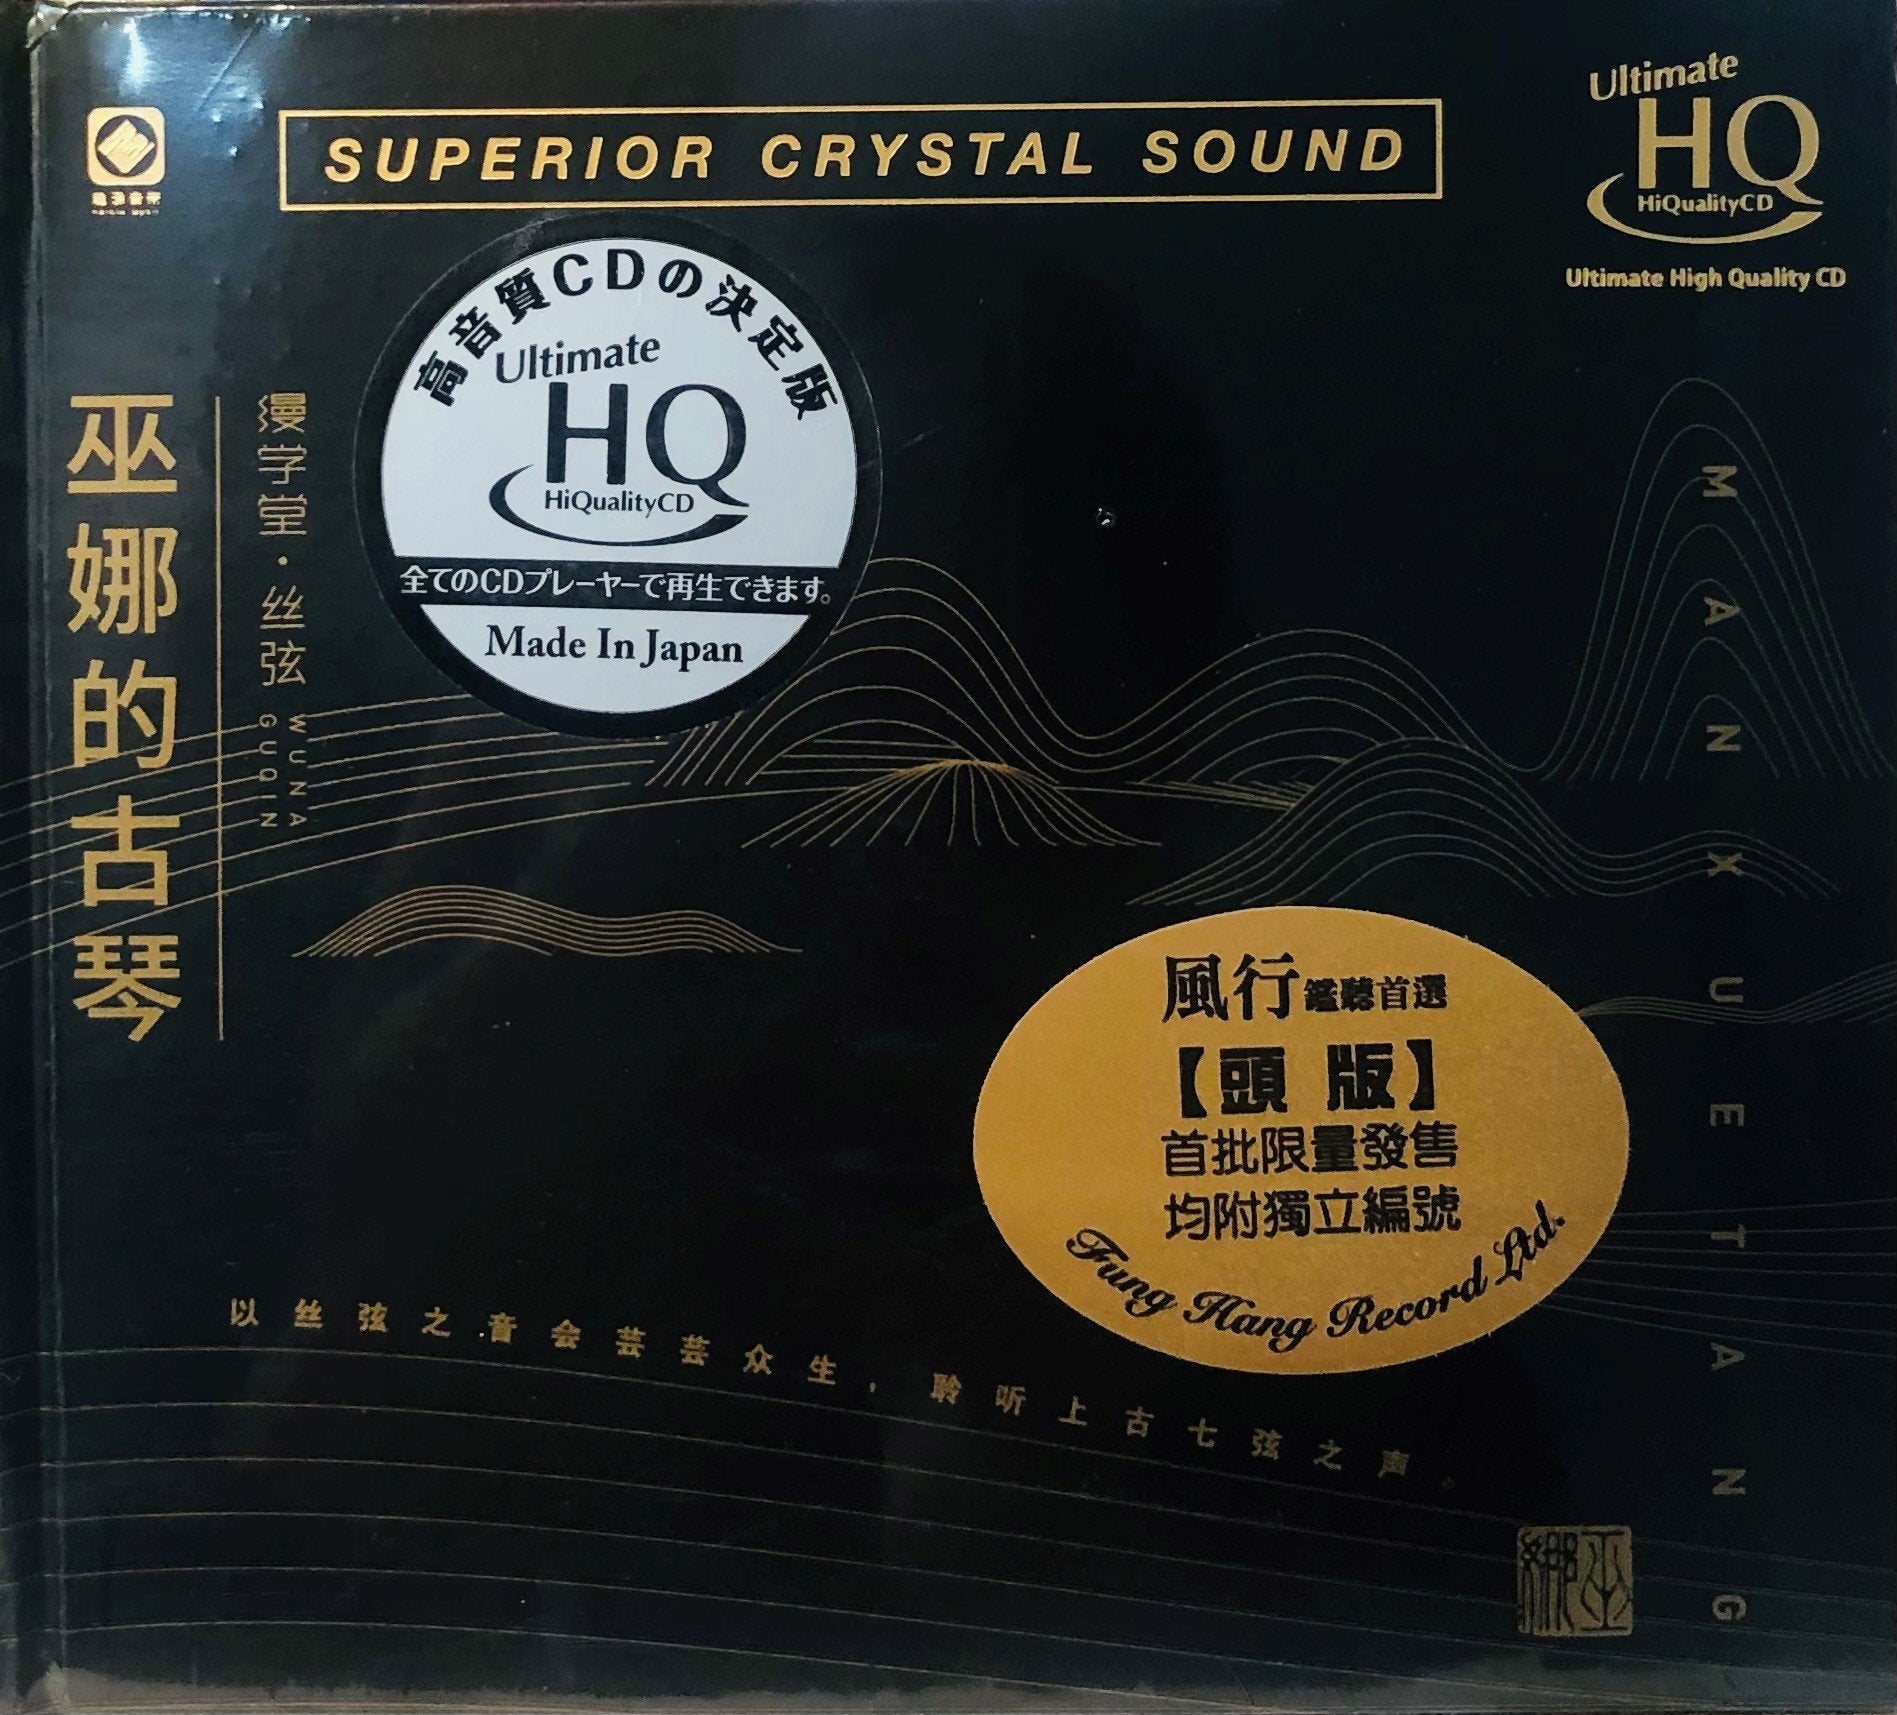 SUPERIOR CRYSTAL SOUND
Ultimate
HQ
HiQualityCD
Ultimate High Quality CD
高音質CDの決定版
Ultimate
HQ
HiQualityCD
全てのCDプレーヤーで再生できます。
Made In Japan
巫娜的古琴
漫学堂·丝弦
WUNA
GUQIN
MANXUETANG
風行鑑聽首選
【頭版】
首批限量發售
均附獨立編號
Fung Hang Record Ltd.
以丝弦之音会芸芸众生，聆听上古七弦之声。
巫娜